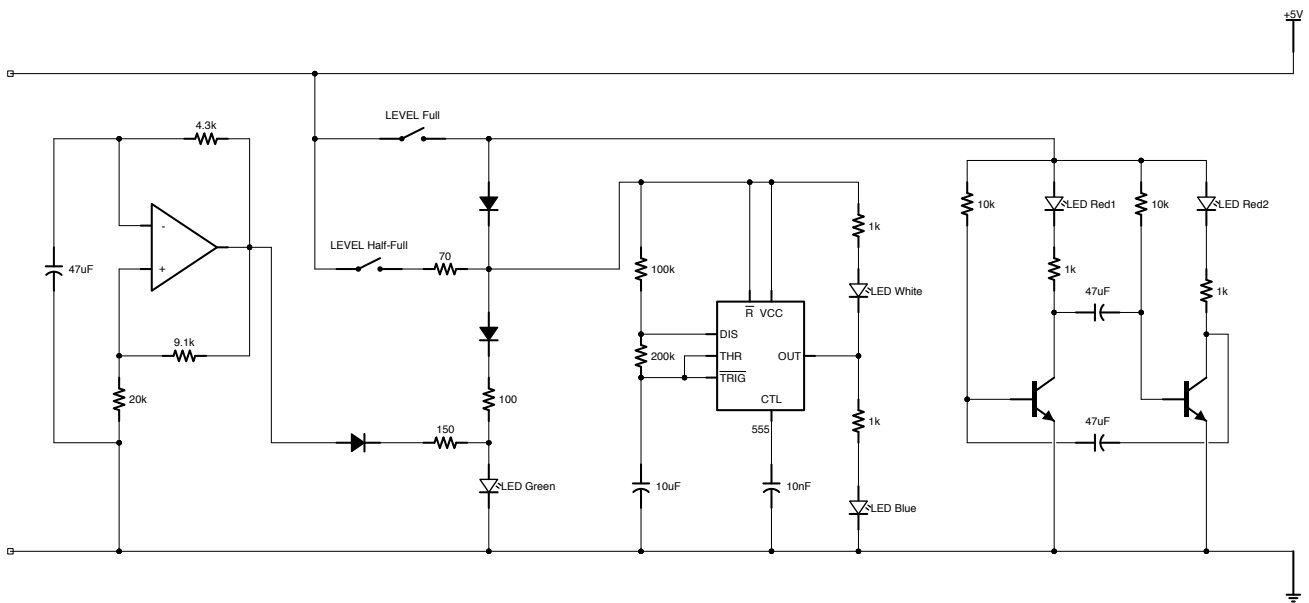 +5V
LEVEL Full
4.3k
10k
LED Red1
10k
LED Red2
1k
LEVEL Half-Full
70
-
+
47uF
100k
1k
1k
LED White
47uF
R VCC
DIS
9.1k
200k
THR
OUT
TRIG
20k
100
CTL
1k
47uF
150
555
LED Green
10uF
10nF
LED Blue